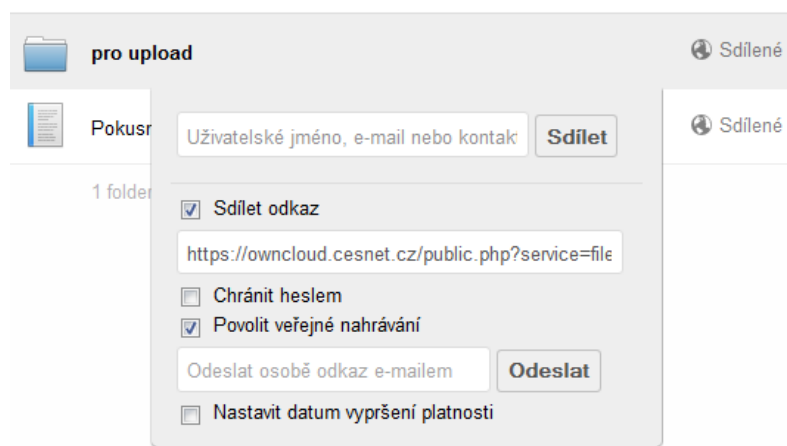 pro upload
Sdílené
Pokusn
Sdílené
1 folder
Uživatelské jméno, e-mail nebo kontakt
Sdílet
Sdílet odkaz
https://owncloud.cesnet.cz/public.php?service=file
Chránit heslem
Povolit veřejné nahrávání
Odeslat osobě odkaz e-mailem
Odeslat
Nastavit datum vypršení platnosti